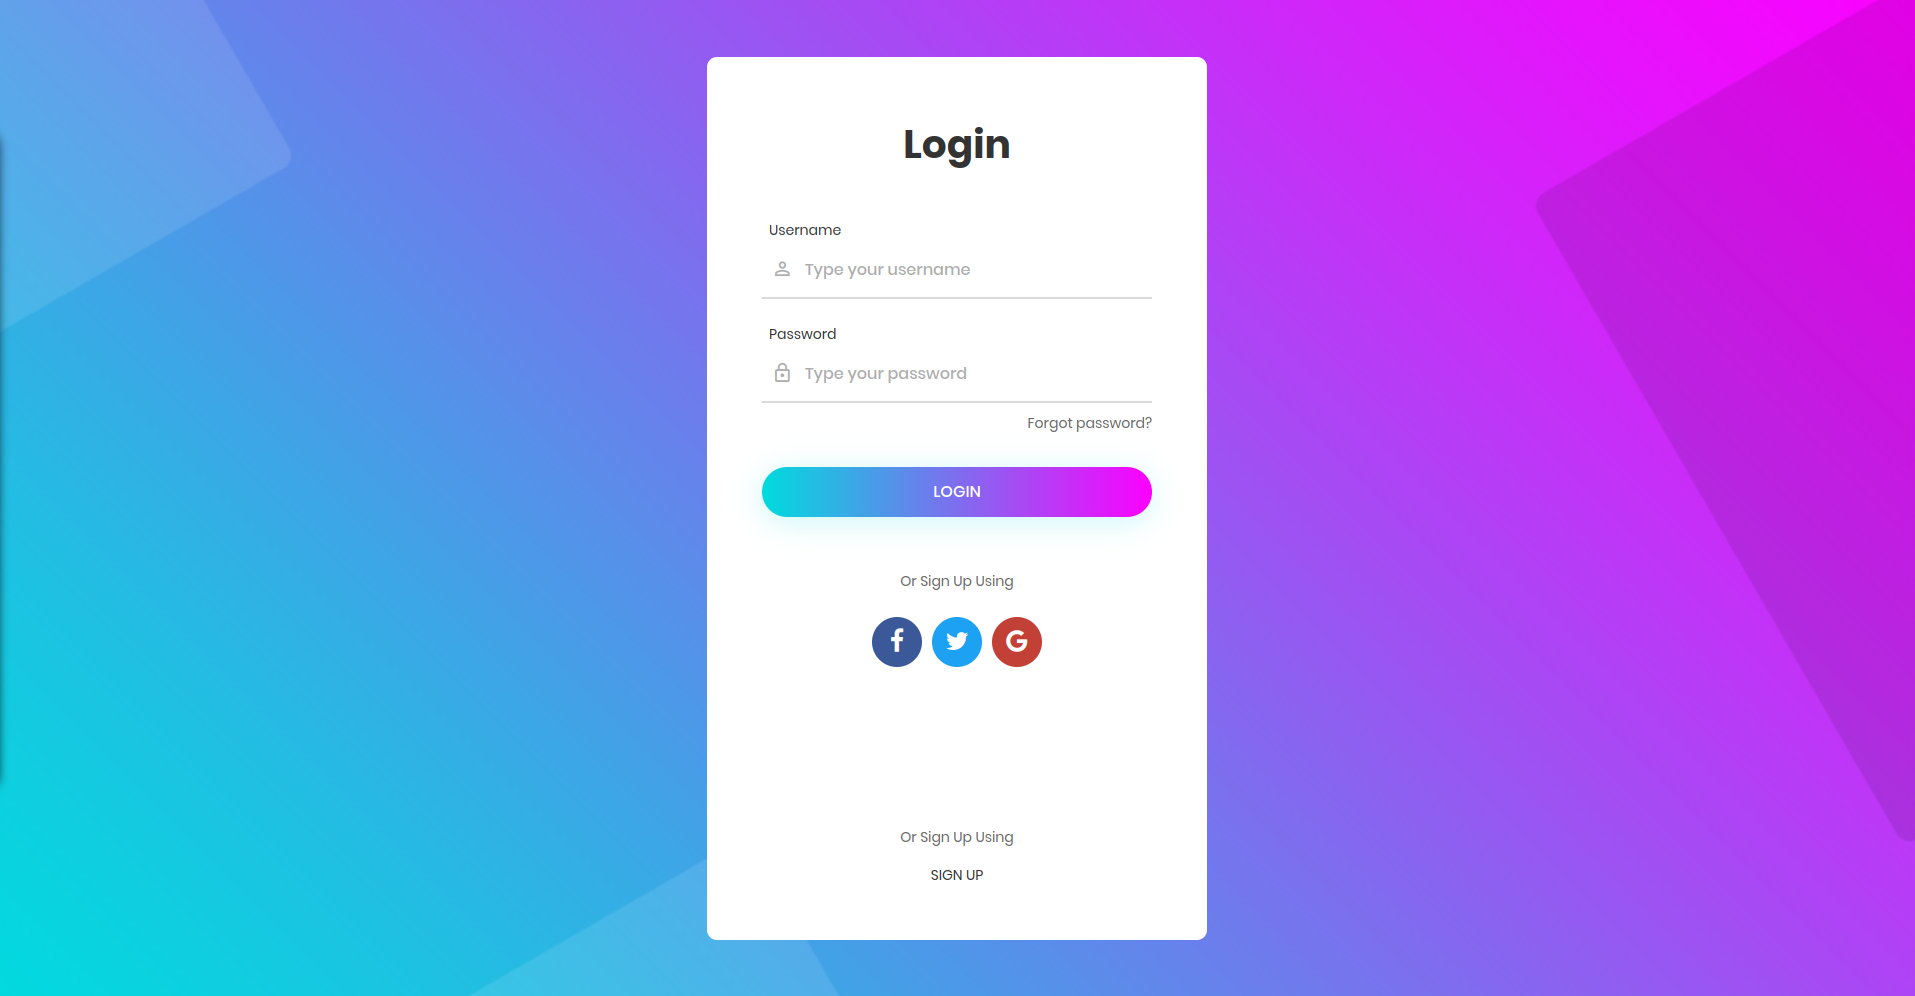 Login
Username
Type your username
Password
Type your password
Forgot password?
LOGIN
Or Sign Up Using
Or Sign Up Using
SIGN UP